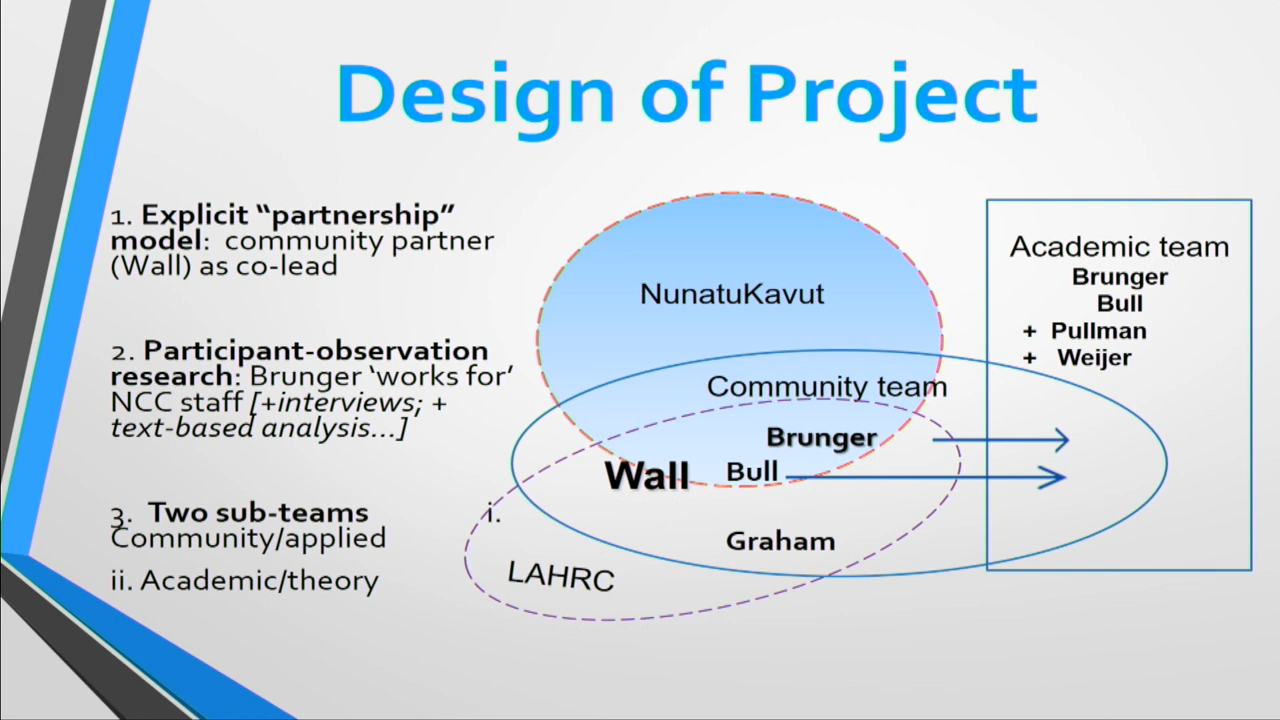 Design of Project
1. Explicit “partnership”
model:  community partner
(Wall) as co-lead
2. Participant-observation
research: Brunger ‘works for’
NCC staff [+interviews; +
text-based analysis…]
3.  Two sub-teams i.
Community/applied
ii. Academic/theory
NunatuKavut
Community team
Brunger
Wall Bull
Graham
LAHRC
Academic team
Brunger
Bull
+ Pullman
+ Weijer